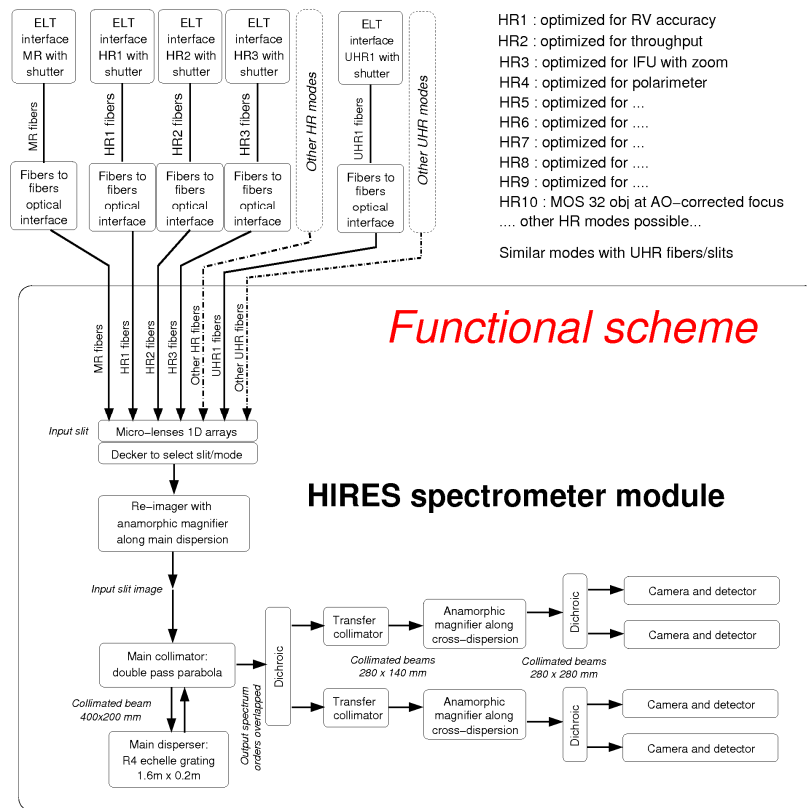 ELT
interface
MR with
shutter
ELT
interface
HR1 with
shutter
ELT
interface
HR2 with
shutter
ELT
interface
HR3 with
shutter
Other HR modes
ELT
interface
UHR1 with
shutter
Other UHR modes
HR1 : optimized for RV accuracy
HR2 : optimized for throughput
HR3 : optimized for IFU with zoom
HR4 : optimized for polarimeter
HR5 : optimized for ...
HR6 : optimized for ....
HR7 : optimized for ...
HR8 : optimized for ....
HR9 : optimized for ....
HR10 : MOS 32 obj at AO−corrected focus
.... other HR modes possible...
Similar modes with UHR fibers/slits
MR fibers
HR1 fibers
HR2 fibers
HR3 fibers
UHR1 fibers
Fibers to
fibers
optical
interface
Fibers to
fibers
optical
interface
Fibers to
fibers
optical
interface
Fibers to
fibers
optical
interface
Fibers to
fibers
optical
interface
Functional scheme
MR fibers
HR1 fibers
HR2 fibers
HR3 fibers
Other HR fibers
UHR1 fibers
Other UHR fibers
Input slit
Micro−lenses 1D arrays
Decker to select slit/mode
HIRES spectrometer module
Re−imager with
anamorphic magnifier
along main dispersion
Input slit image
Main collimator:
double pass parabola
Collimated beam
400x200 mm
Main disperser:
R4 echelle grating
1.6m x 0.2m
Output spectrum
orders overlapped
Dichroic
Transfer
collimator
Anamorphic
magnifier along
cross−dispersion
Dichroic
Camera and detector
Camera and detector
Collimated beams
280 x 140 mm
Collimated beams
280 x 280 mm
Transfer
collimator
Anamorphic
magnifier along
cross−dispersion
Dichroic
Camera and detector
Camera and detector